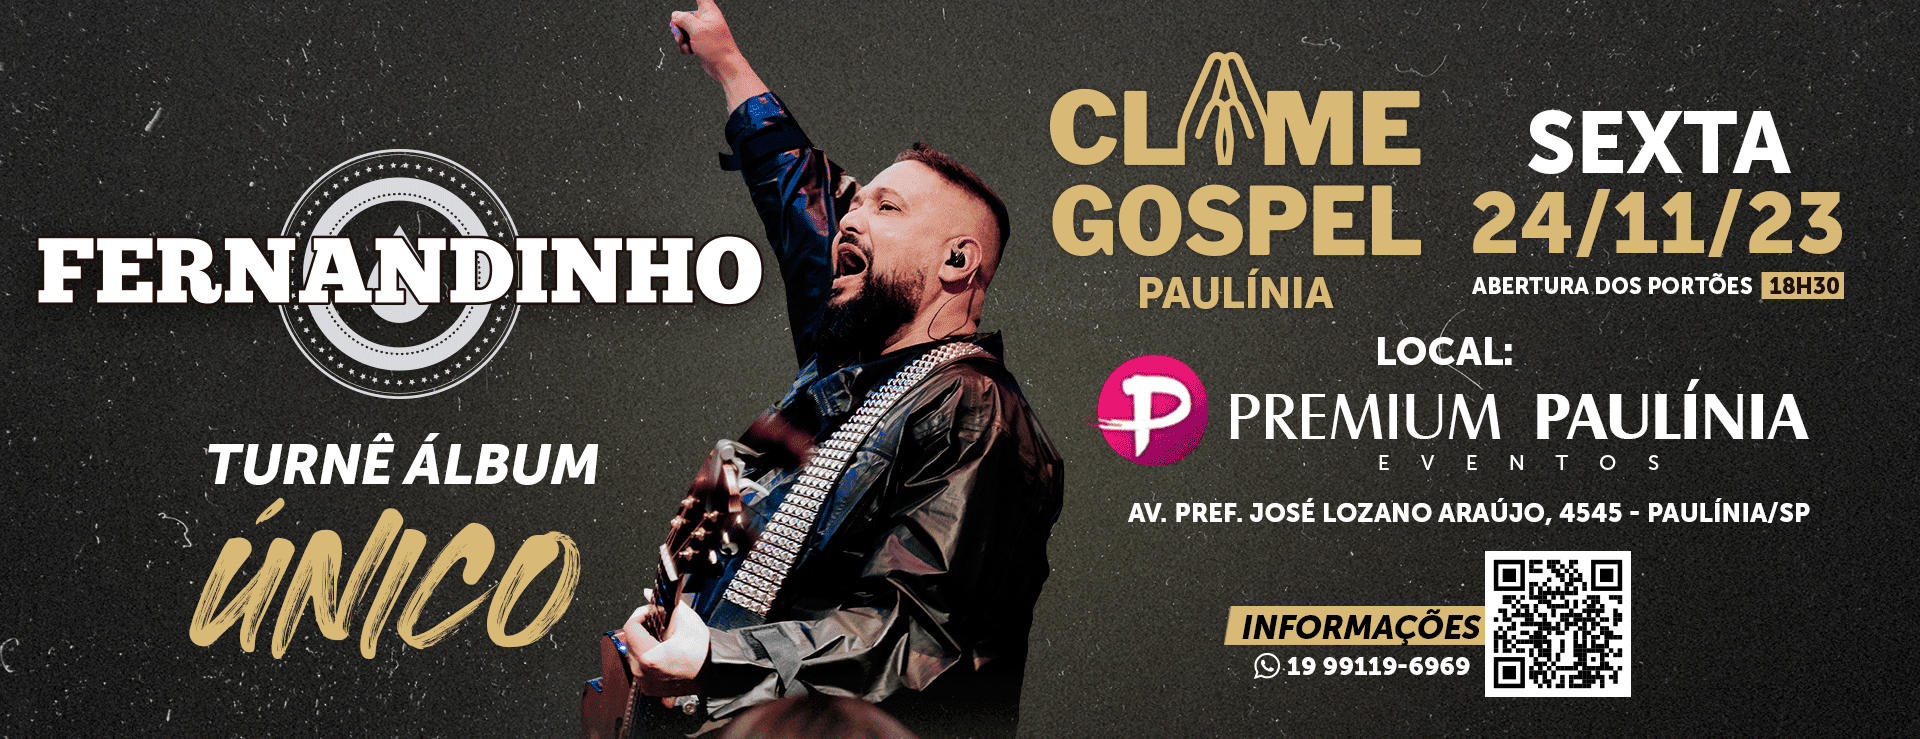 FERNANDINHO
TURNÊ ÁLBUM
ÚNICO
CLAME
GOSPEL
PAULÍNIA
SEXTA
24/11/23
ABERTURA DOS PORTÕES 18H30
LOCAL:
P PREMIUM PAULÍNIA
EVENTOS
AV. PREF. JOSÉ LOZANO ARAÚJO, 4545 - PAULÍNIA/SP
INFORMAÇÕES
19 99119-6969